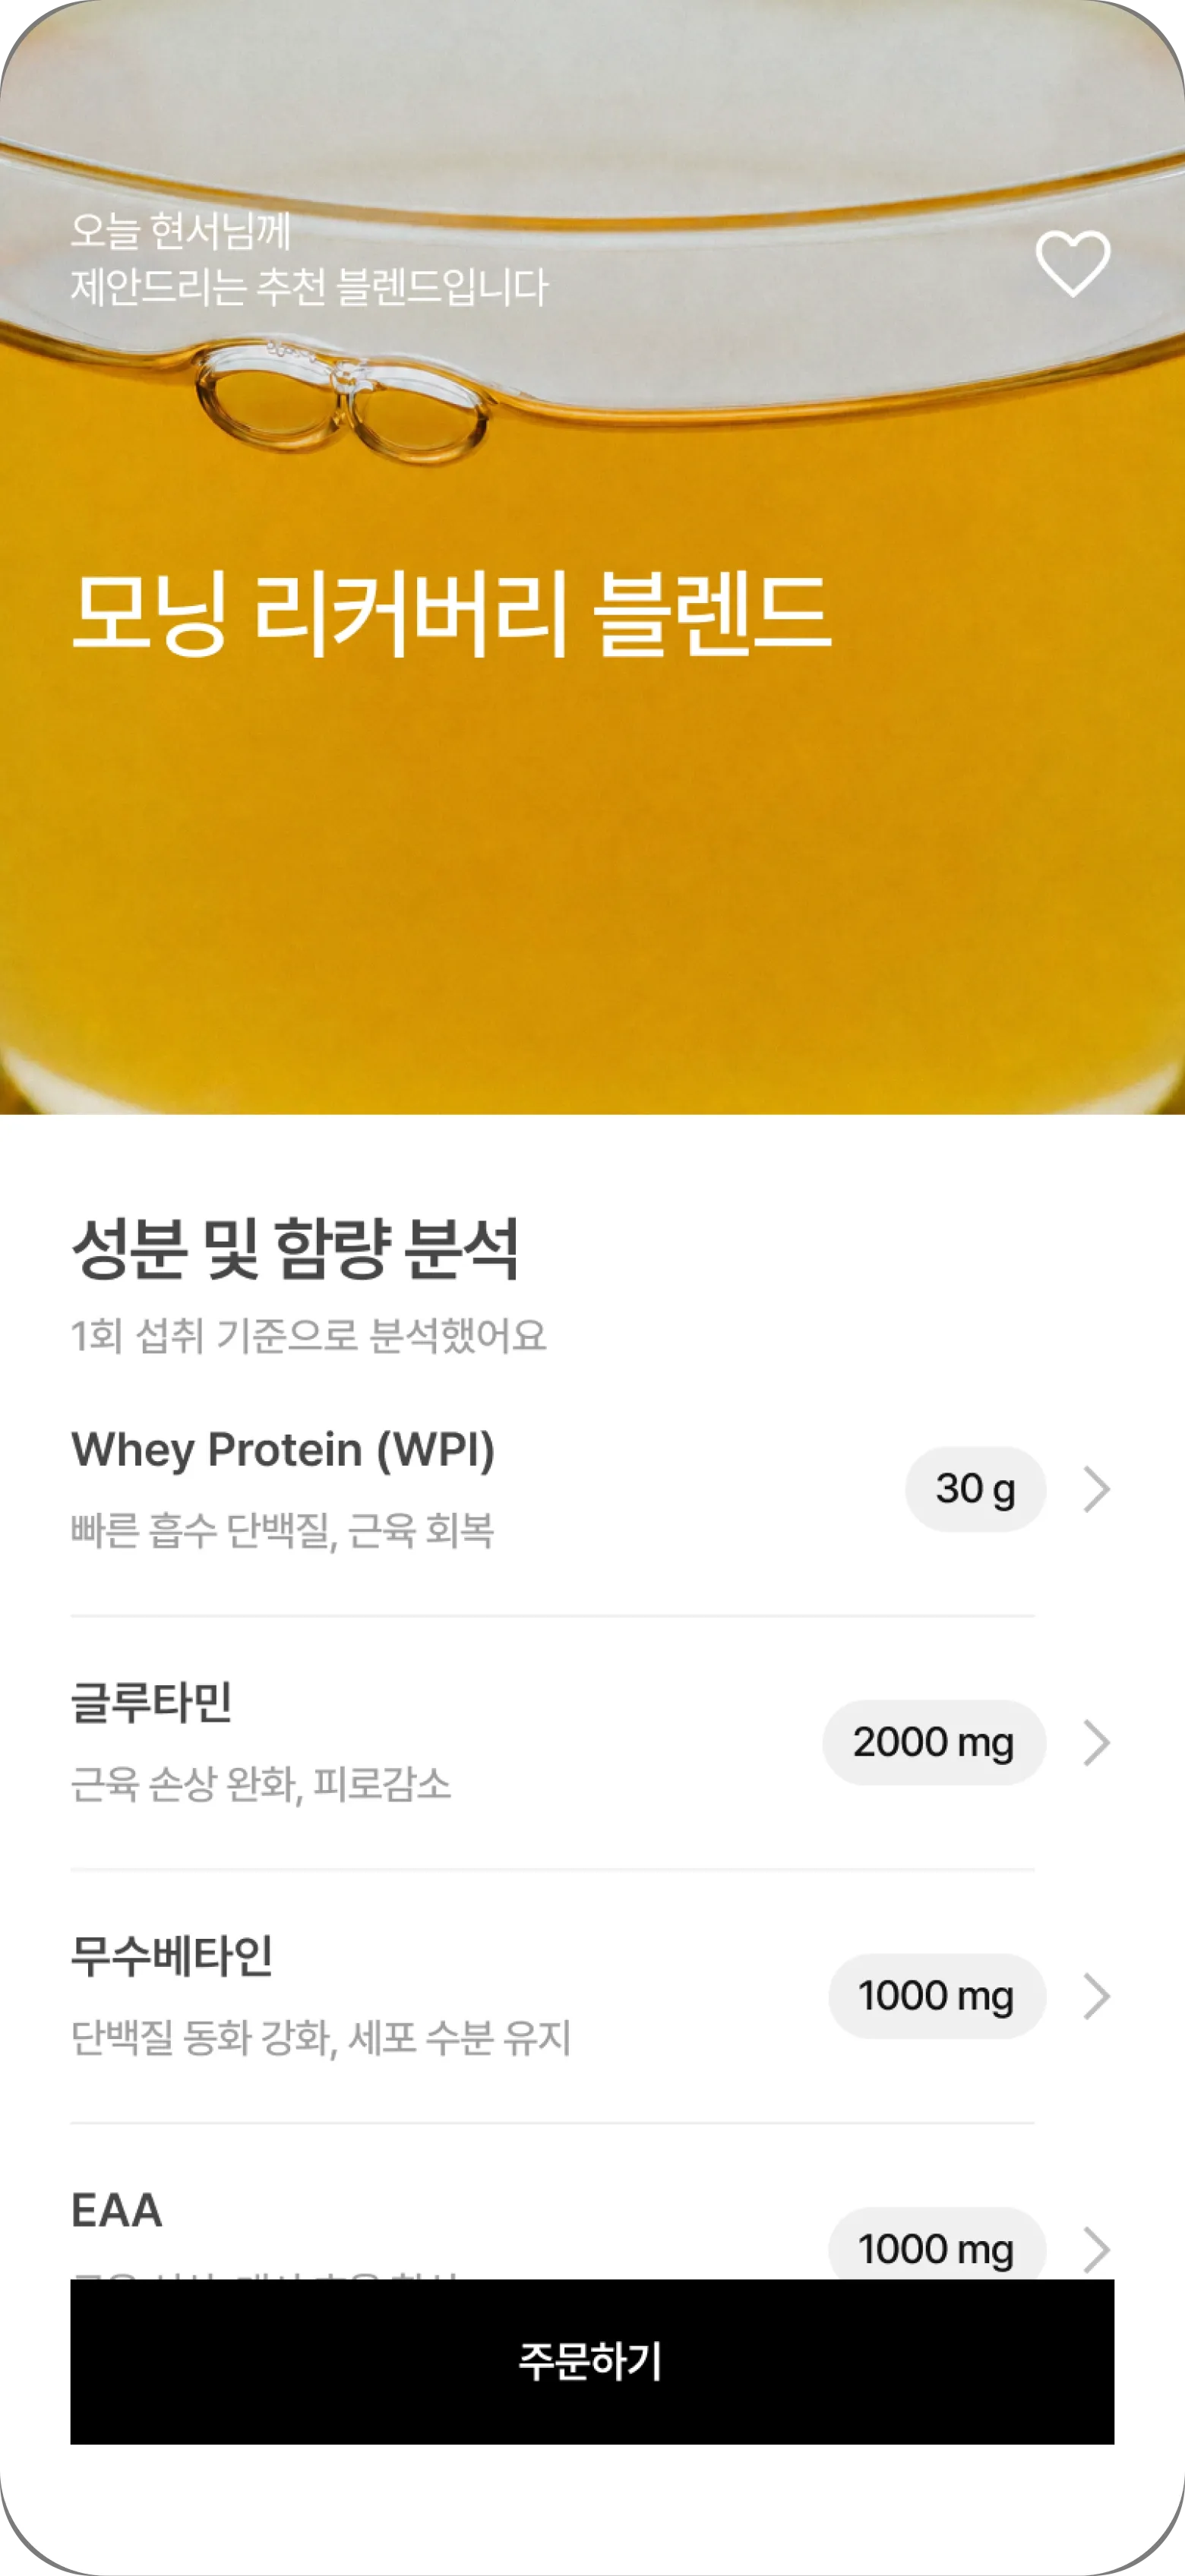 오늘 현서님께
제안드리는 추천 블렌드입니다
모닝 리커버리 블렌드
성분 및 함량 분석
1회 섭취 기준으로 분석했어요
Whey Protein (WPI)
30 g
빠른 흡수 단백질, 근육 회복
글루타민
2000 mg
근육 손상 완화, 피로감소
무수베타인
1000 mg
단백질 동화 강화, 세포 수분 유지
EAA
1000 mg
주문하기